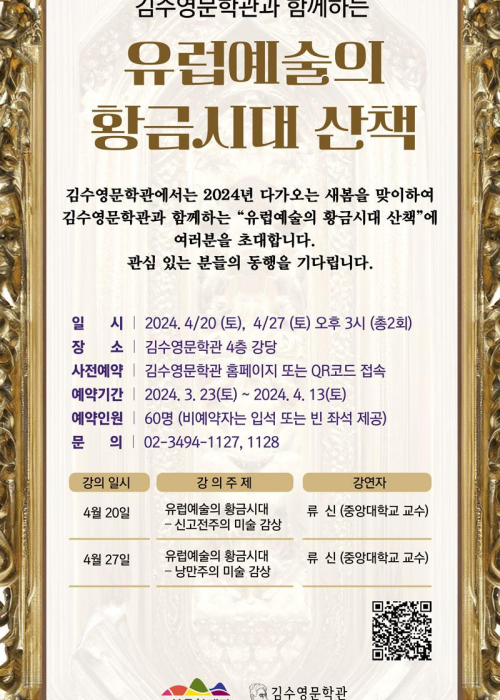 김수영문학관과 함께하는
유럽예술의
황금시대 산책
김수영문학관에서는 2024년 다가오는 새봄을 맞이하여
김수영문학관과 함께하는 “유럽예술의 황금시대 산책”에
여러분을 초대합니다.
관심 있는 분들의 동행을 기다립니다.
일 시 | 2024. 4/20 (토), 4/27 (토) 오후 3시 (총2회)
장 소 | 김수영문학관 4층 강당
사전예약 | 김수영문학관 홈페이지 또는 QR코드 접속
예약기간 | 2024. 3. 23(토) ~ 2024. 4. 13(토)
예약인원 | 60명 (비예약자는 입석 또는 빈 좌석 제공)
문 의 | 02-3494-1127, 1128
강의 일시 강 의 주 제 강연자
4월 20일 유럽예술의 황금시대 류 신 (중앙대학교 교수)
– 신고전주의 미술 감상
4월 27일 유럽예술의 황금시대 류 신 (중앙대학교 교수)
– 낭만주의 미술 감상
김수영문학관